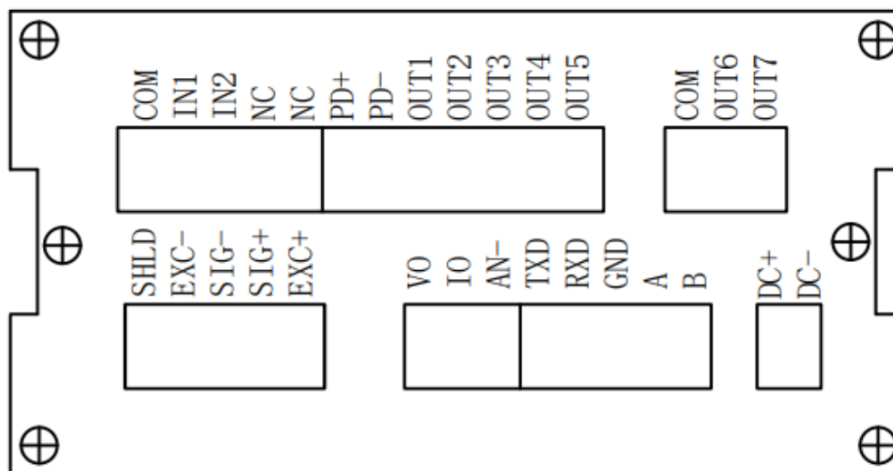 COM IN1 IN2 NC NC PD+ PD- OUT1 OUT2 OUT3 OUT4 OUT5 COM OUT6 OUT7
SHLD EXC- SIG- SIG+ EXC+ VO IO AN- TXD RXD GND A B DC+ DC-